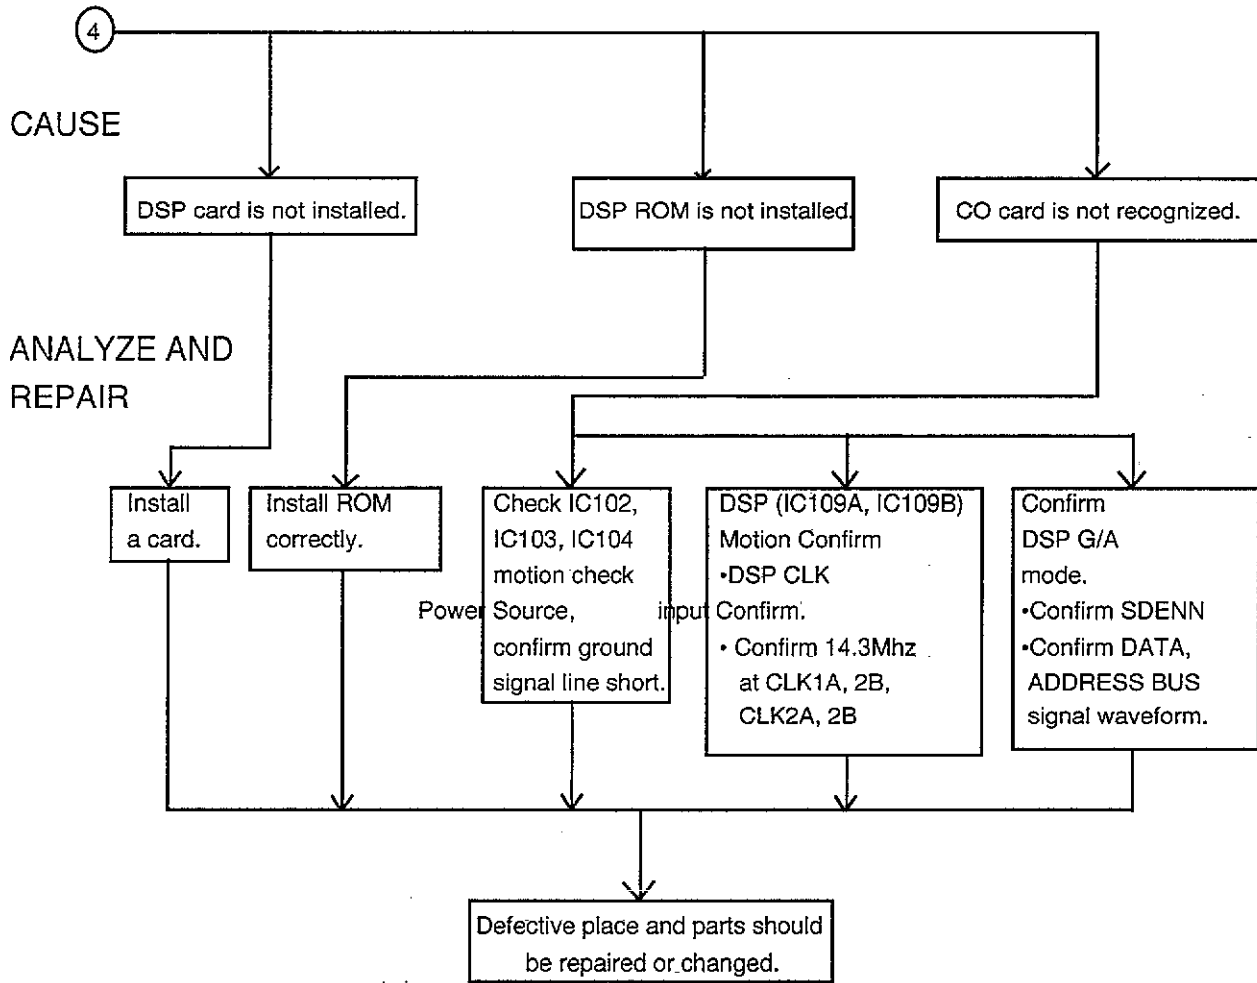 4
CAUSE
DSP card is not installed.
DSP ROM is not installed.
CO card is not recognized.
ANALYZE AND
REPAIR
Install
a card.
Install ROM
correctly.
Check IC102,
IC103, IC104
motion check
Power Source,
confirm ground
signal line short.
DSP (IC109A, IC109B)
Motion Confirm
•DSP CLK
input Confirm.
• Confirm 14.3Mhz
at CLK1A, 2B,
CLK2A, 2B
Confirm
DSP G/A
mode.
•Confirm SDENN
•Confirm DATA,
ADDRESS BUS
signal waveform.
Defective place and parts should
be repaired or changed.